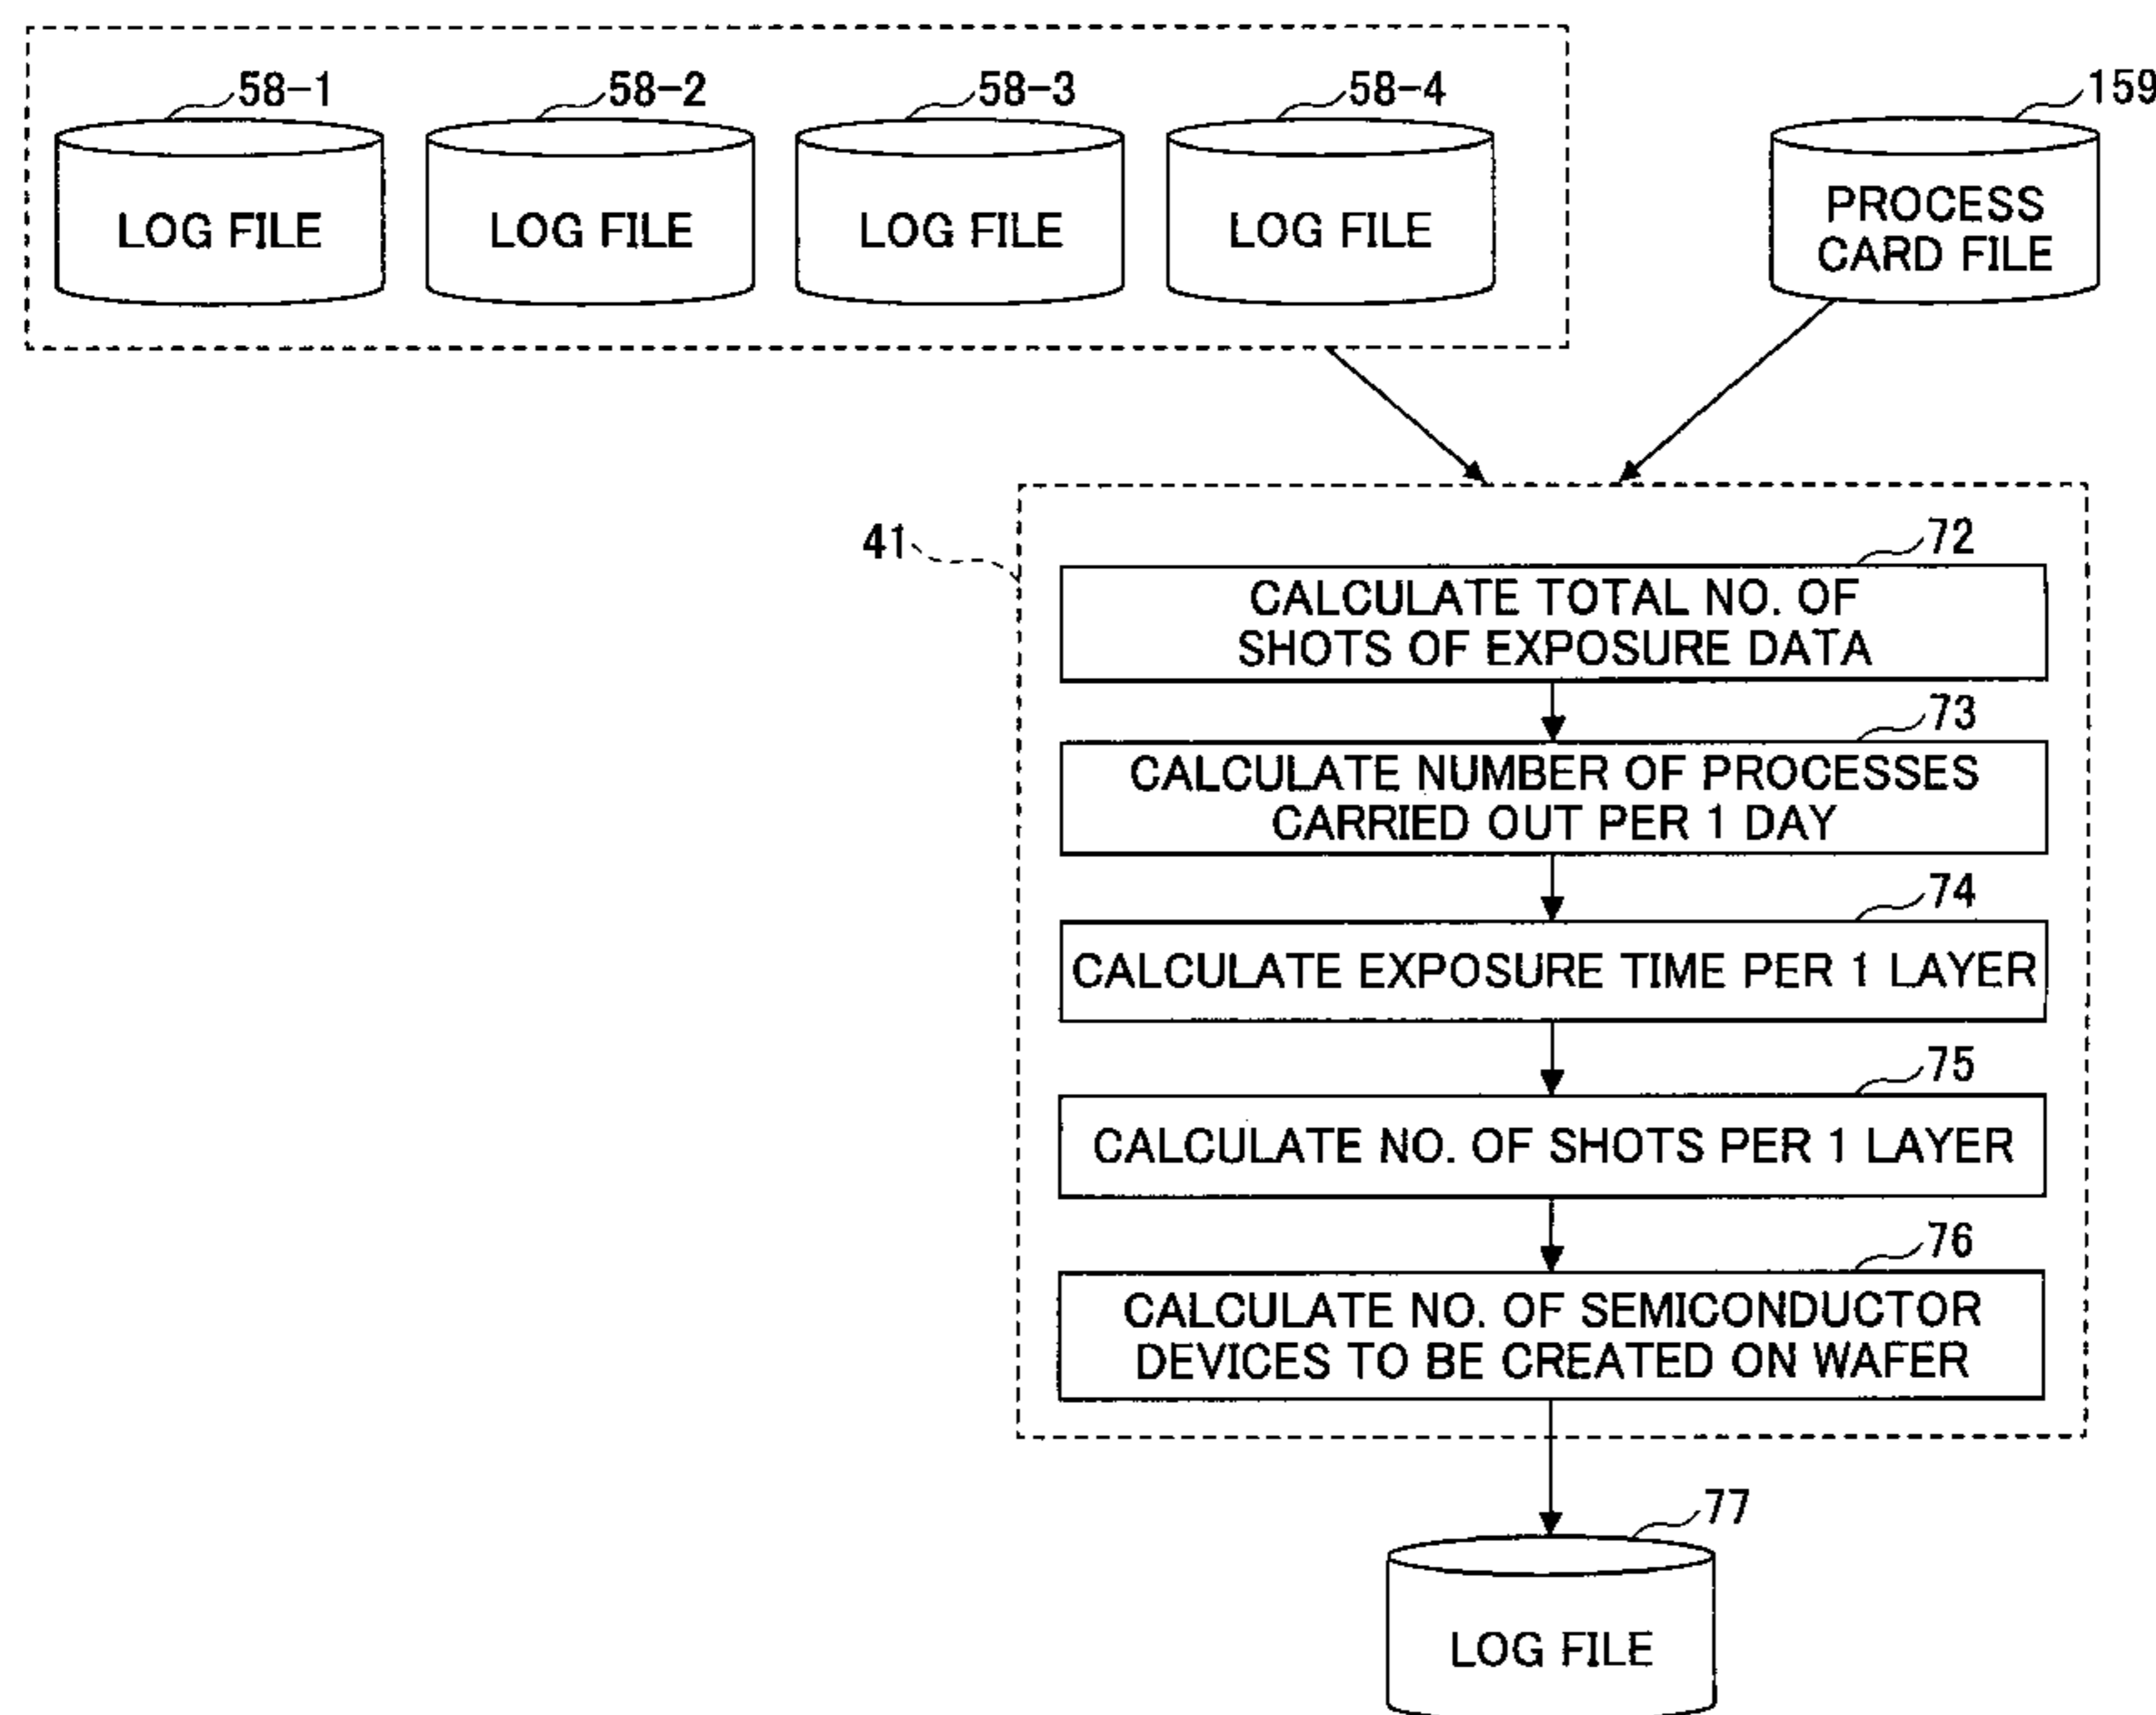 58-1
58-2
58-3
58-4
159
LOG FILE
LOG FILE
LOG FILE
LOG FILE
PROCESS
CARD FILE
41
72
CALCULATE TOTAL NO. OF
SHOTS OF EXPOSURE DATA
73
CALCULATE NUMBER OF PROCESSES
CARRIED OUT PER 1 DAY
74
CALCULATE EXPOSURE TIME PER 1 LAYER
75
CALCULATE NO. OF SHOTS PER 1 LAYER
76
CALCULATE NO. OF SEMICONDUCTOR
DEVICES TO BE CREATED ON WAFER
77
LOG FILE